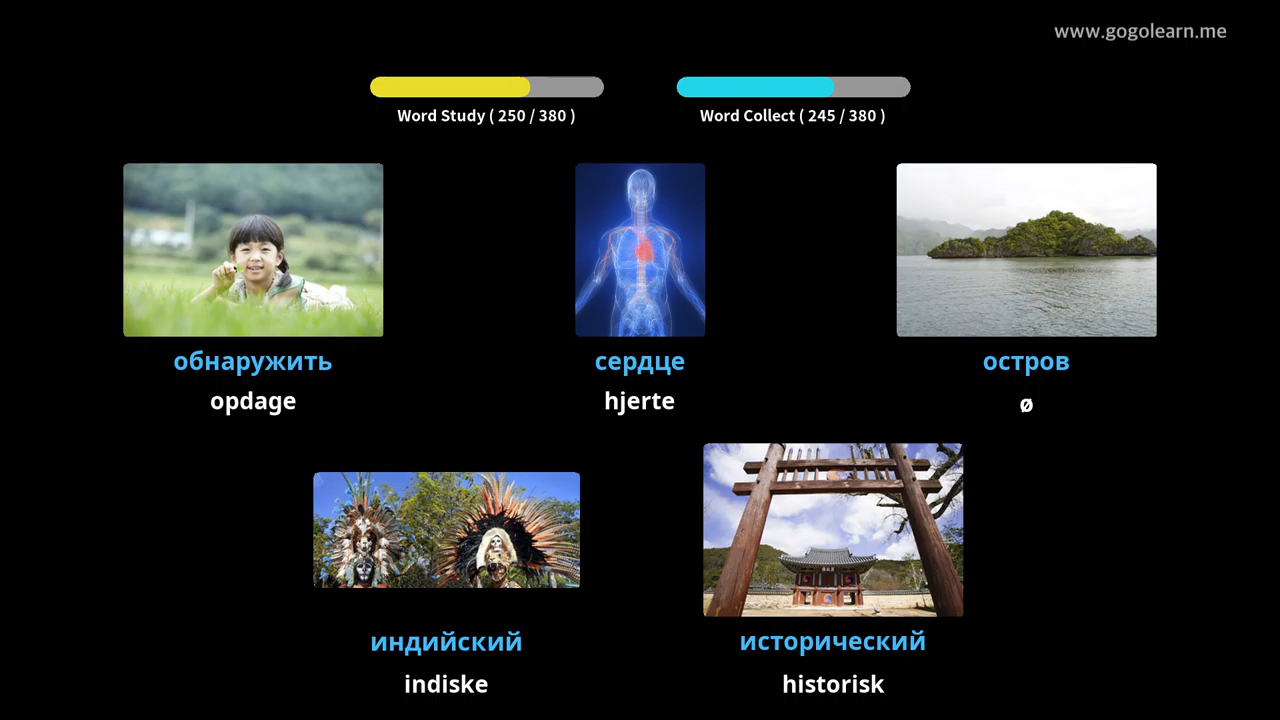 www.gogolearn.me
Word Study ( 250 / 380 )
Word Collect ( 245 / 380 )
обнаружить
opdage
сердце
hjerte
остров
ø
индийский
indiske
исторический
historisk